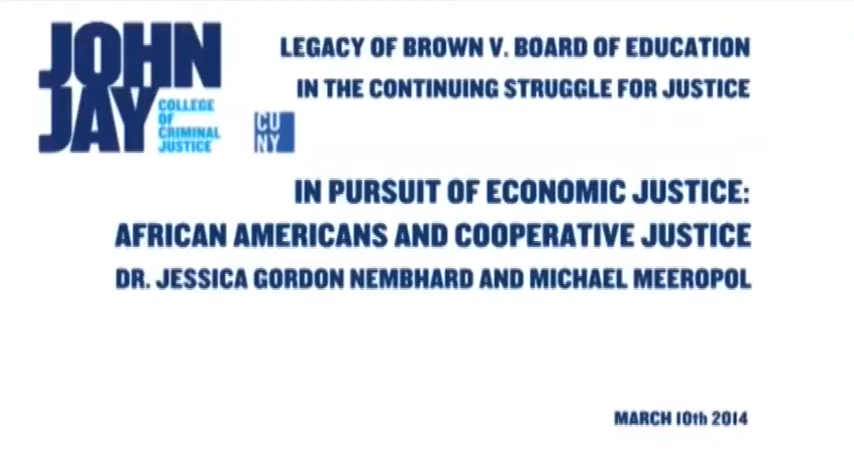 JOHN
JAY
COLLEGE
OF
CRIMINAL
JUSTICE
CU
NY
LEGACY OF BROWN V. BOARD OF EDUCATION
IN THE CONTINUING STRUGGLE FOR JUSTICE
IN PURSUIT OF ECONOMIC JUSTICE:
AFRICAN AMERICANS AND COOPERATIVE JUSTICE
DR. JESSICA GORDON NEMBHARD AND MICHAEL MEEROPOL
MARCH 10th 2014